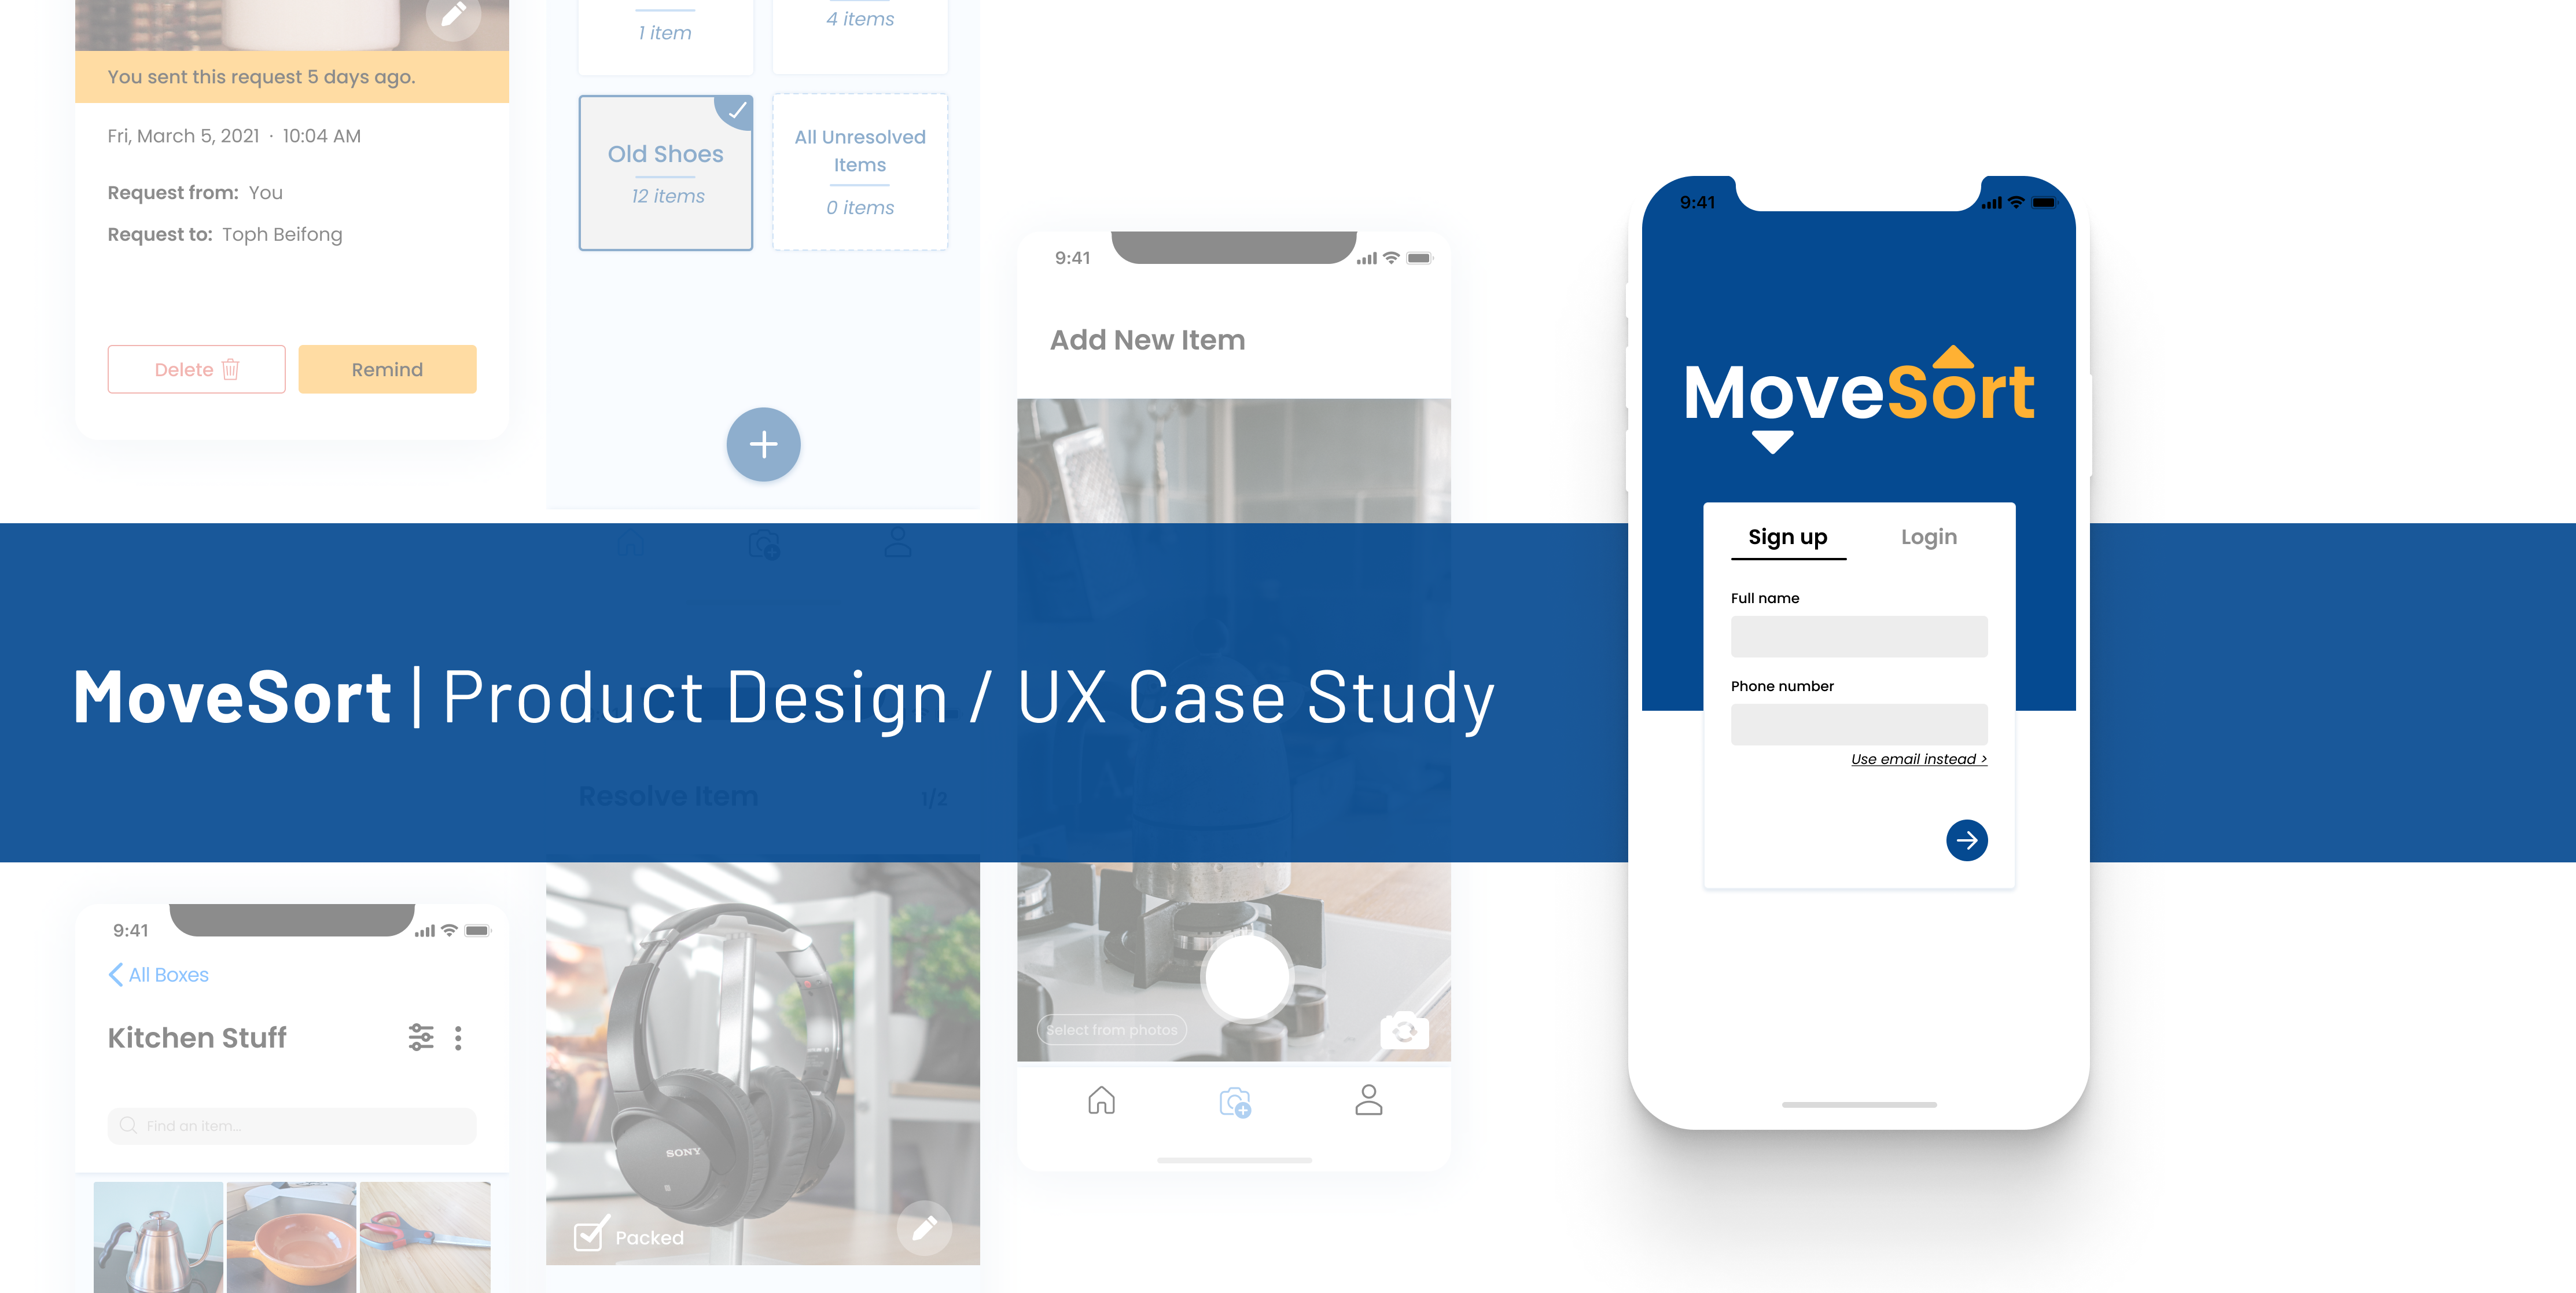 You sent this request 5 days ago.
Fri, March 5, 2021 · 10:04 AM
Request from: You
Request to: Toph Beifong
Delete
Remind
1 item
4 items
Old Shoes
12 items
All Unresolved
Items
0 items
9:41
Add New Item
9:41
MoveSort
Sign up
Login
Full name
Phone number
Use email instead >
MoveSort | Product Design / UX Case Study
Resolve Item
1/2
9:41
All Boxes
Kitchen Stuff
Find an item...
SONY
Packed
Select from photos